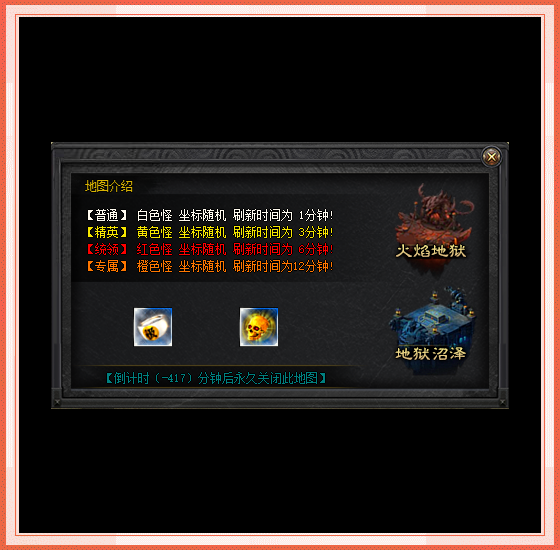 地图介绍
【普通】 白色怪 坐标随机 刷新时间为 1分钟!
【精英】 黄色怪 坐标随机 刷新时间为 3分钟!
【统领】 红色怪 坐标随机 刷新时间为 6分钟!
【专属】 橙色怪 坐标随机 刷新时间为12分钟!
火焰地狱
地狱沼泽
【倒计时（-417）分钟后永久关闭此地图】